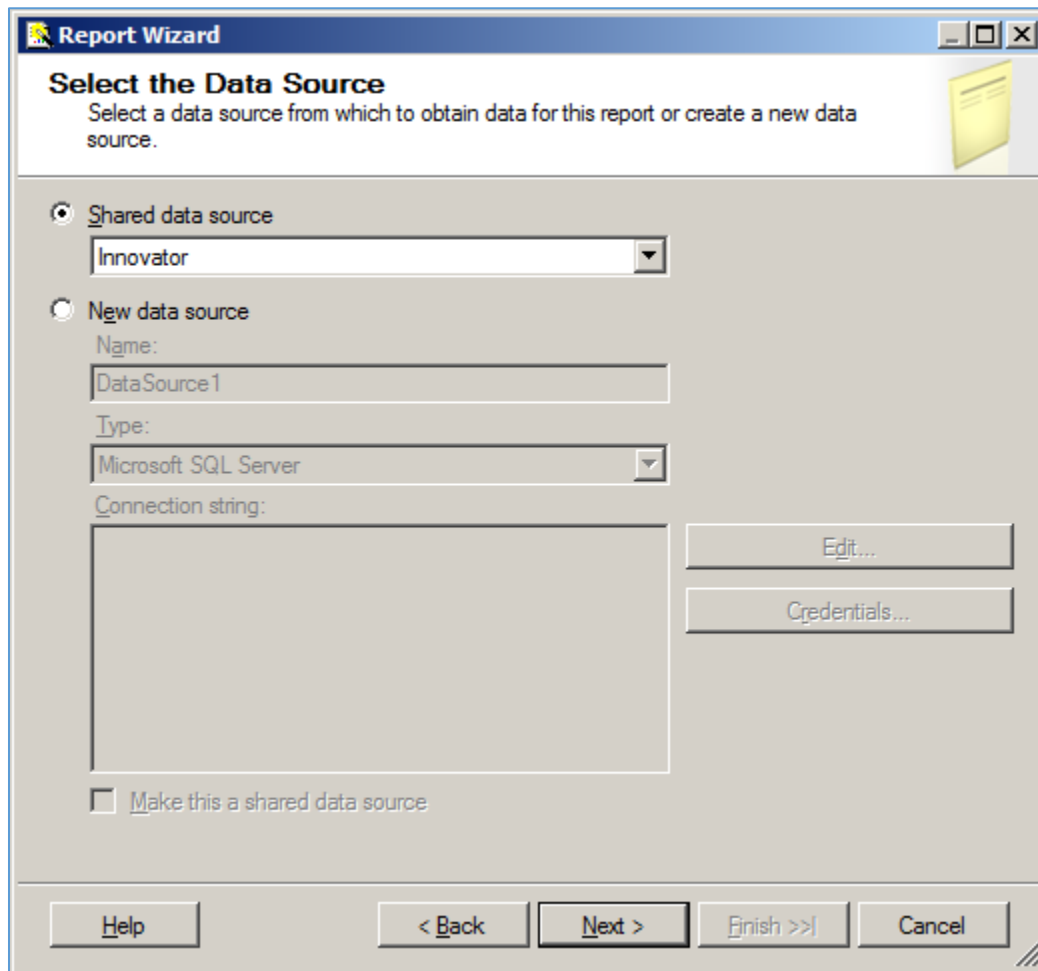 Report Wizard
Select the Data Source
Select a data source from which to obtain data for this report or create a new data
source.
Shared data source
Innovator
New data source
Name:
DataSource1
Type:
Microsoft SQL Server
Connection string:
Edit...
Credentials...
Make this a shared data source
Help
< Back
Next >
Finish >>|
Cancel